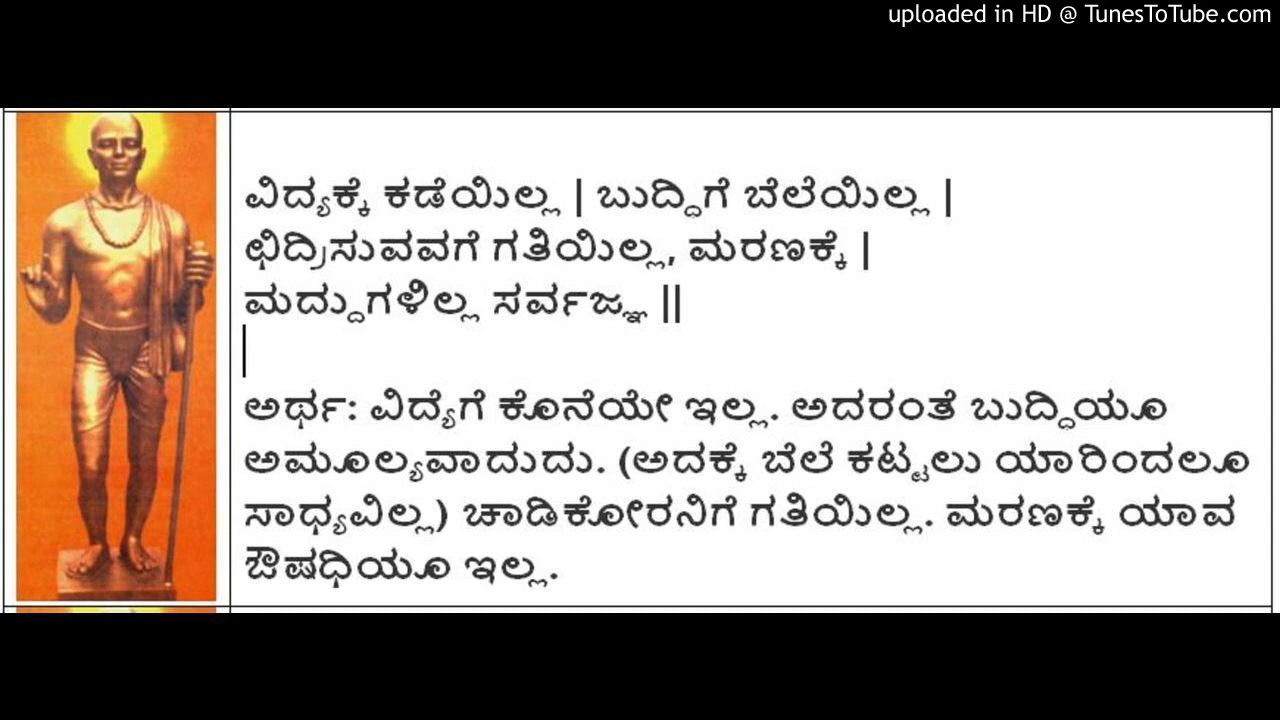 uploaded in HD @ TunesToTube.com
ವಿದ್ಯಕ್ಕೆ ಕಡೆಯಿಲ್ಲ | ಬುದ್ದಿಗೆ ಬೆಲೆಯಿಲ್ಲ |
ಛಿದ್ರಿಸುವವಗೆ ಗತಿಯಿಲ್ಲ, ಮರಣಕ್ಕೆ |
ಮದ್ದುಗಳಿಲ್ಲ ಸರ್ವಜ್ಞ ||
ಅರ್ಥ: ವಿದ್ಯೆಗೆ ಕೊನೆಯೇ ಇಲ್ಲ. ಅದರಂತೆ ಬುದ್ದಿಯೂ
ಅಮೂಲ್ಯವಾದುದು. (ಅದಕ್ಕೆ ಬೆಲೆ ಕಟ್ಟಲು ಯಾರಿಂದಲೂ
ಸಾಧ್ಯವಿಲ್ಲ) ಚಾಡಿಕೋರನಿಗೆ ಗತಿಯಿಲ್ಲ. ಮರಣಕ್ಕೆ ಯಾವ
ಔಷಧಿಯೂ ಇಲ್ಲ.